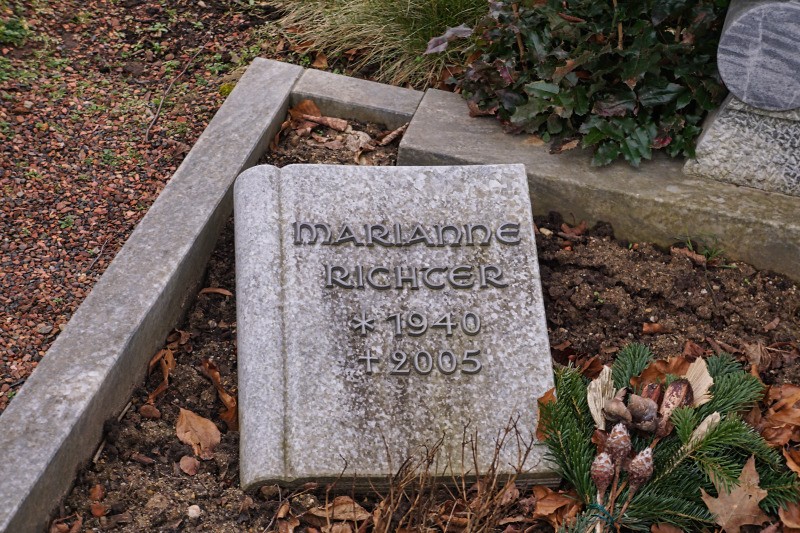 MARIANNE
RICHTER
* 1940
† 2005